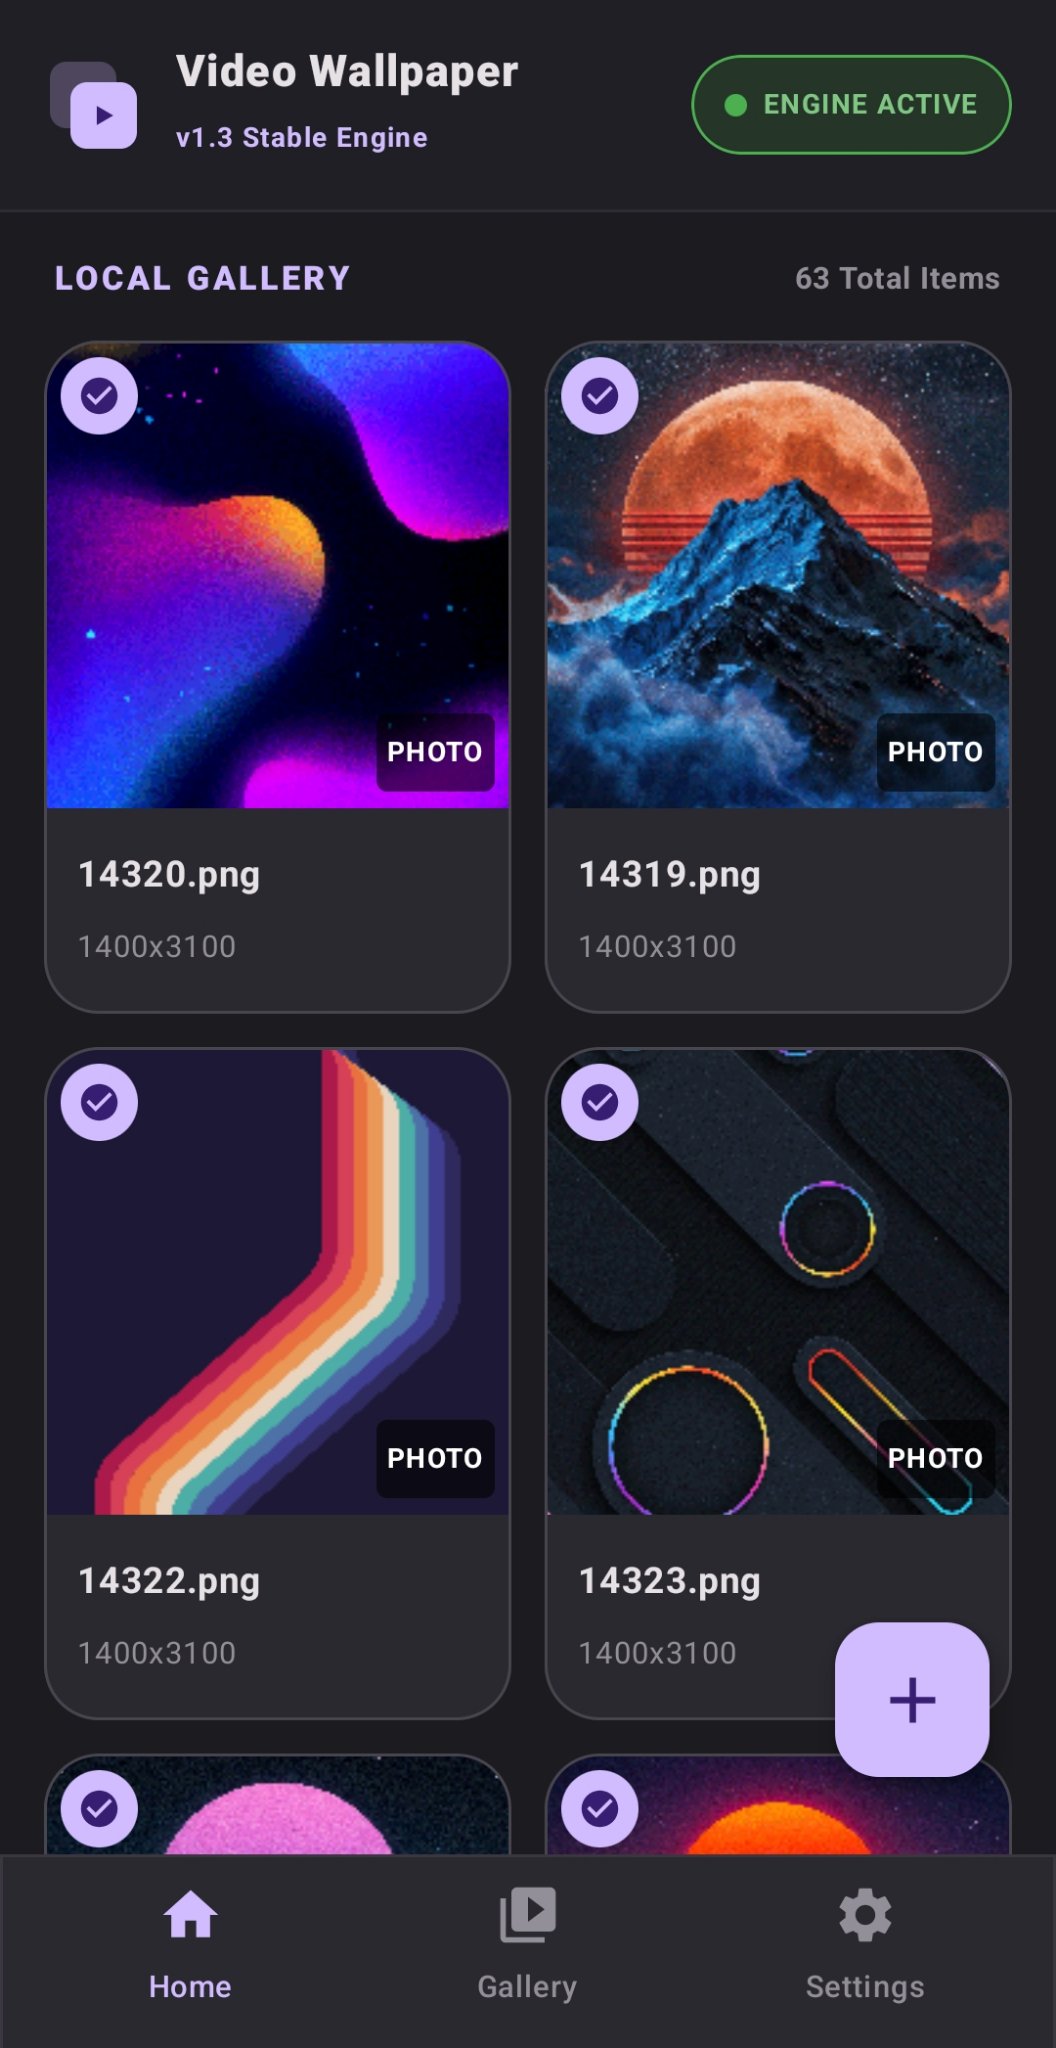 Video Wallpaper
v1.3 Stable Engine
ENGINE ACTIVE
LOCAL GALLERY
63 Total Items
PHOTO
PHOTO
14320.png
14319.png
1400x3100
1400x3100
PHOTO
PHOTO
14322.png
14323.png
1400x3100
1400x3100
Home
Gallery
Settings